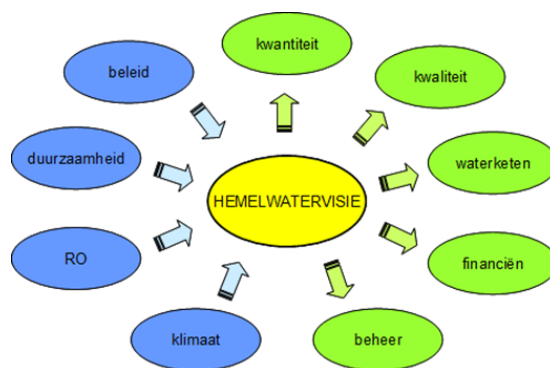 kwantiteit
beleid
kwaliteit
duurzaamheid
waterketen
HEMELWATERVISIE
RO
financiën
klimaat
beheer